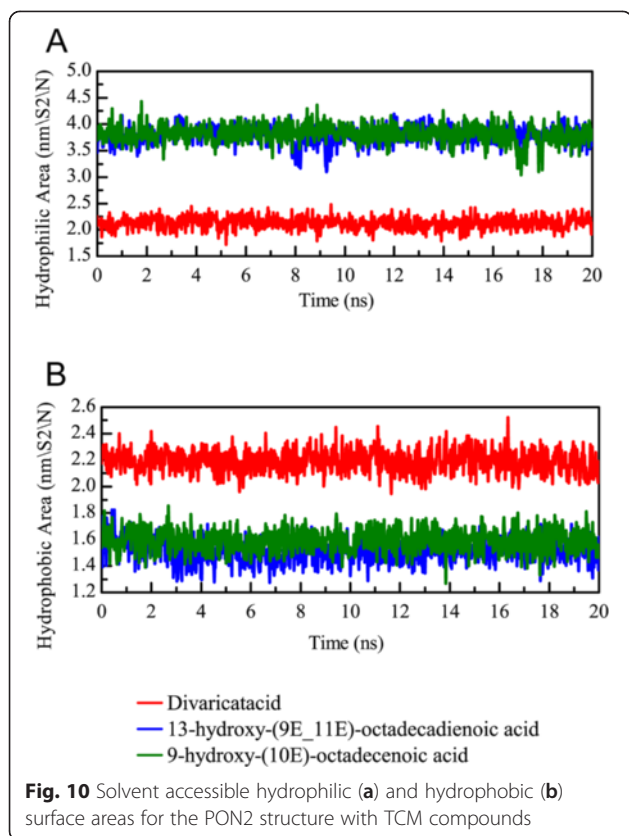 A
Hydrophilic Area (nm\S2\N)
5.0
4.5
4.0
3.5
3.0
2.5
2.0
1.5
0 2 4 6 8 10 12 14 16 18 20
Time (ns)
B
Hydrophobic Area (nm\S2\N)
2.6
2.4
2.2
2.0
1.8
1.6
1.4
1.2
0 2 4 6 8 10 12 14 16 18 20
Time (ns)
Divaricatacid
13-hydroxy-(9E_11E)-octadecadienoic acid
9-hydroxy-(10E)-octadecenoic acid
Fig. 10 Solvent accessible hydrophilic (a) and hydrophobic (b)
surface areas for the PON2 structure with TCM compounds